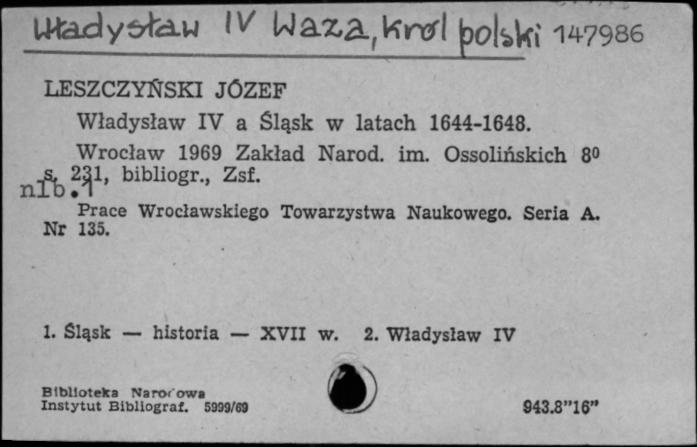 Władysław IV Waza, król polski 147986
LESZCZYŃSKI JÓZEF
Władysław IV a Śląsk w latach 1644-1648.
Wrocław 1969 Zakład Narod. im. Ossolińskich 8⁰
s. 231, bibliogr., Zsf.
nlb.1
Prace Wrocławskiego Towarzystwa Naukowego. Seria A.
Nr 135.
1. Śląsk — historia — XVII w. 2. Władysław IV
Biblioteka Narodowa
Instytut Bibliograf. 5999/69
943.8”16”